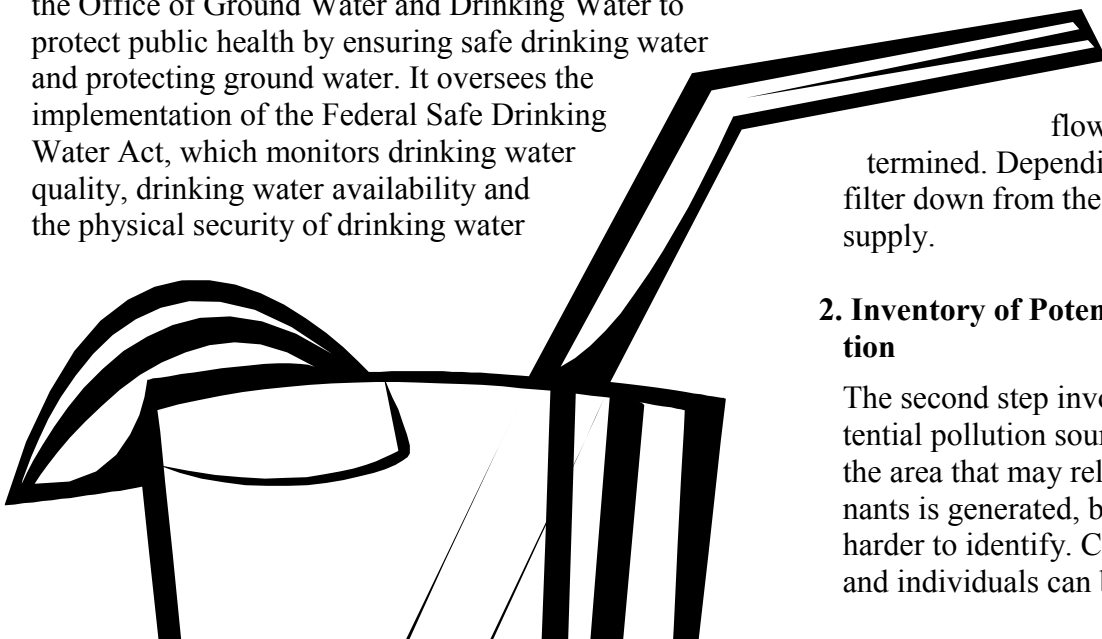 the Office of Ground Water and Drinking Water to
protect public health by ensuring safe drinking water
and protecting ground water. It oversees the
implementation of the Federal Safe Drinking
Water Act, which monitors drinking water
quality, drinking water availability and
the physical security of drinking water
flow
termined. Dependi
filter down from the
supply.
2. Inventory of Poten
tion
The second step invo
tential pollution sour
the area that may rel
nants is generated, b
harder to identify. C
and individuals can